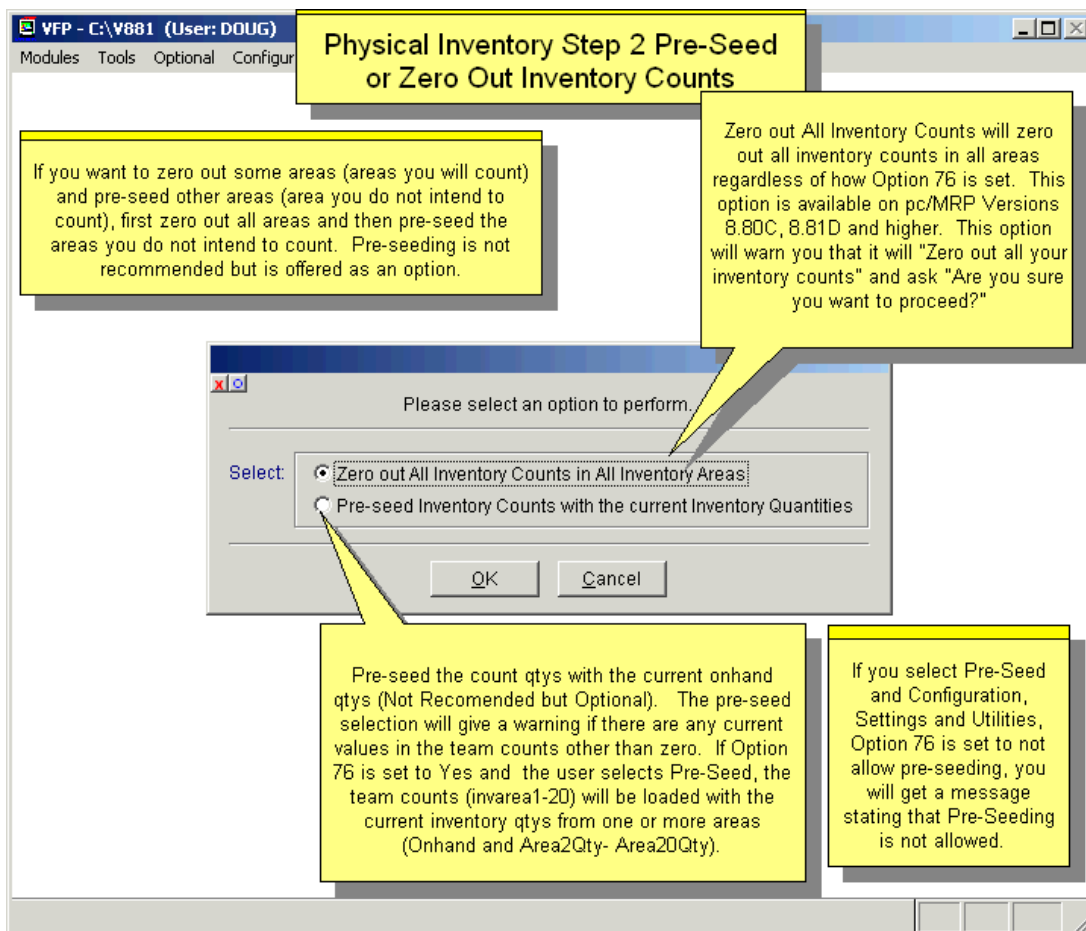 VFP - C:\V881 (User: DOUG)
Modules Tools Optional Configur
Physical Inventory Step 2 Pre-Seed
or Zero Out Inventory Counts
If you want to zero out some areas (areas you will count)
and pre-seed other areas (area you do not intend to
count), first zero out all areas and then pre-seed the
areas you do not intend to count. Pre-seeding is not
recommended but is offered as an option.
Zero out All Inventory Counts will zero
out all inventory counts in all areas
regardless of how Option 76 is set. This
option is available on pc/MRP Versions
8.80C, 8.81D and higher. This option
will warn you that it will "Zero out all your
inventory counts" and ask "Are you sure
you want to proceed?"
Please select an option to perform.
Select:
Zero out All Inventory Counts in All Inventory Areas
Pre-seed Inventory Counts with the current Inventory Quantities
OK Cancel
Pre-seed the count qtys with the current onhand
qtys (Not Recomended but Optional). The pre-seed
selection will give a warning if there are any current
values in the team counts other than zero. If Option
76 is set to Yes and the user selects Pre-Seed, the
team counts (invarea1-20) will be loaded with the
current inventory qtys from one or more areas
(Onhand and Area2Qty- Area20Qty).
If you select Pre-Seed
and Configuration,
Settings and Utilities,
Option 76 is set to not
allow pre-seeding, you
will get a message
stating that Pre-Seeding
is not allowed.